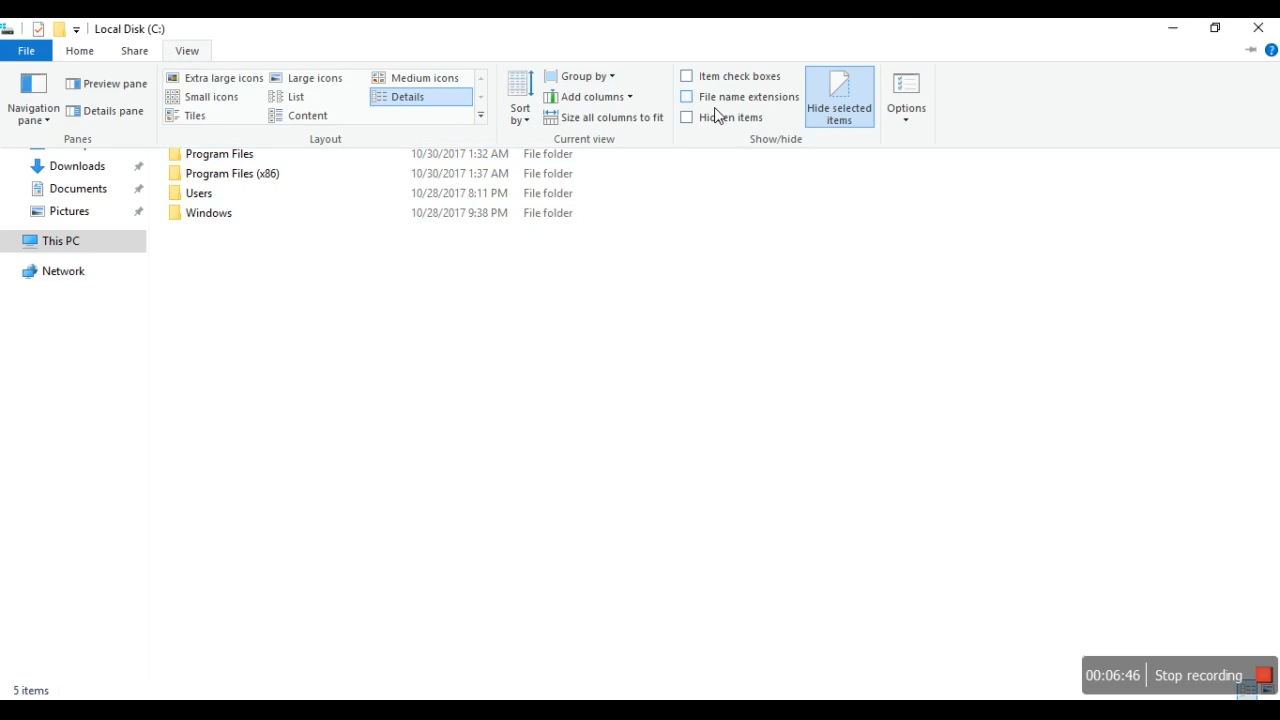 Local Disk (C:)
File Home Share View
Navigation pane
Preview pane
Details pane
Panes
Extra large icons Large icons Medium icons
Small icons List Details
Tiles Content
Layout
Sort by
Group by
Add columns
Size all columns to fit
Current view
Item check boxes
File name extensions
items
Hide selected items
Show/hide
Options
Downloads
Documents
Pictures
This PC
Network
Program Files 10/30/2017 1:32 AM File folder
Program Files (x86) 10/30/2017 1:37 AM File folder
Users 10/28/2017 8:11 PM File folder
Windows 10/28/2017 9:38 PM File folder
5 items
00:06:46 Stop recording